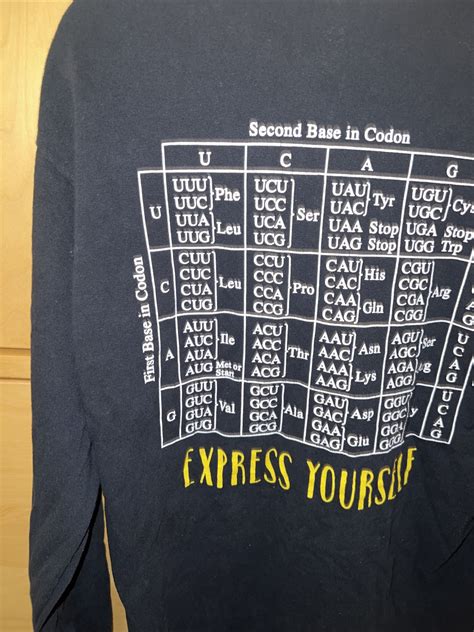 Second Base in Codon
U C A G
First Base in Codon
U
UUU Phe UCU UAU Tyr UGU Cys
UUC UCC Ser UAC UGC
UUA Leu UCA UAA Stop UGA Stop
UUG UCG UAG Stop UGG Trp
C
CUU CCU CAU His CGU
CUC Leu CCC Pro CAC CGC Arg
CUA CCA CAA Gln CGA
CUG CCG CAG CGG
A
AUU ACU AAU Asn AGU Ser U
AUC Ile ACC Thr AAC AGC C
AUA ACA AAA Lys AGA A
AUG Met or Start ACG AAG AGG G
G
GUU GCU GAU Asp GGU U
GUC Val GCC Ala GAC GGC C
GUA GCA GAA Glu A
GUG GCG GAG G
EXPRESS YOURSELF